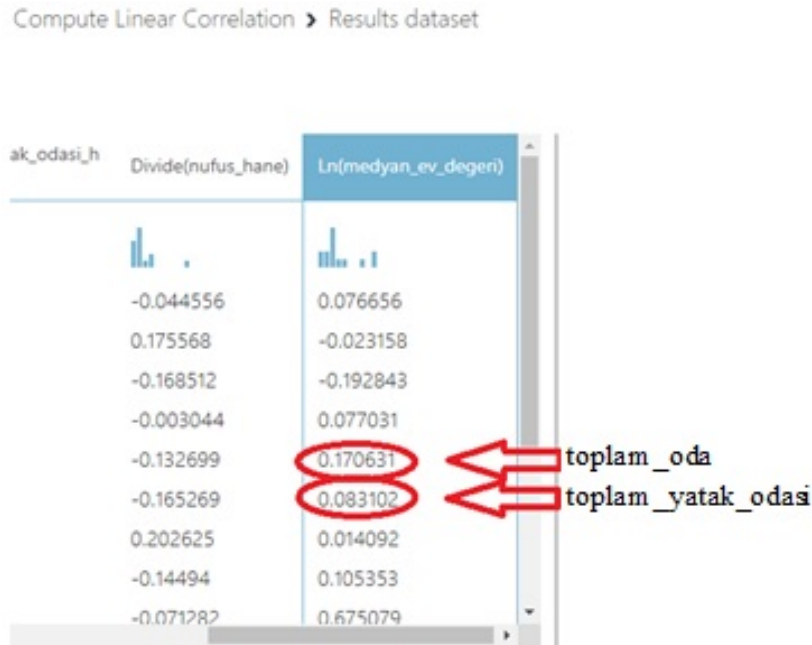 Compute Linear Correlation › Results dataset
ak_odasi_h Divide(nufus_hane) Ln(medyan_ev_degeri)
-0.044556 0.076656
0.175568 -0.023158
-0.168512 -0.192843
-0.003044 0.077031
-0.132699 0.170631 toplam_oda
-0.165269 0.083102 toplam_yatak_odasi
0.202625 0.014092
-0.14494 0.105353
-0.071282 0.675079